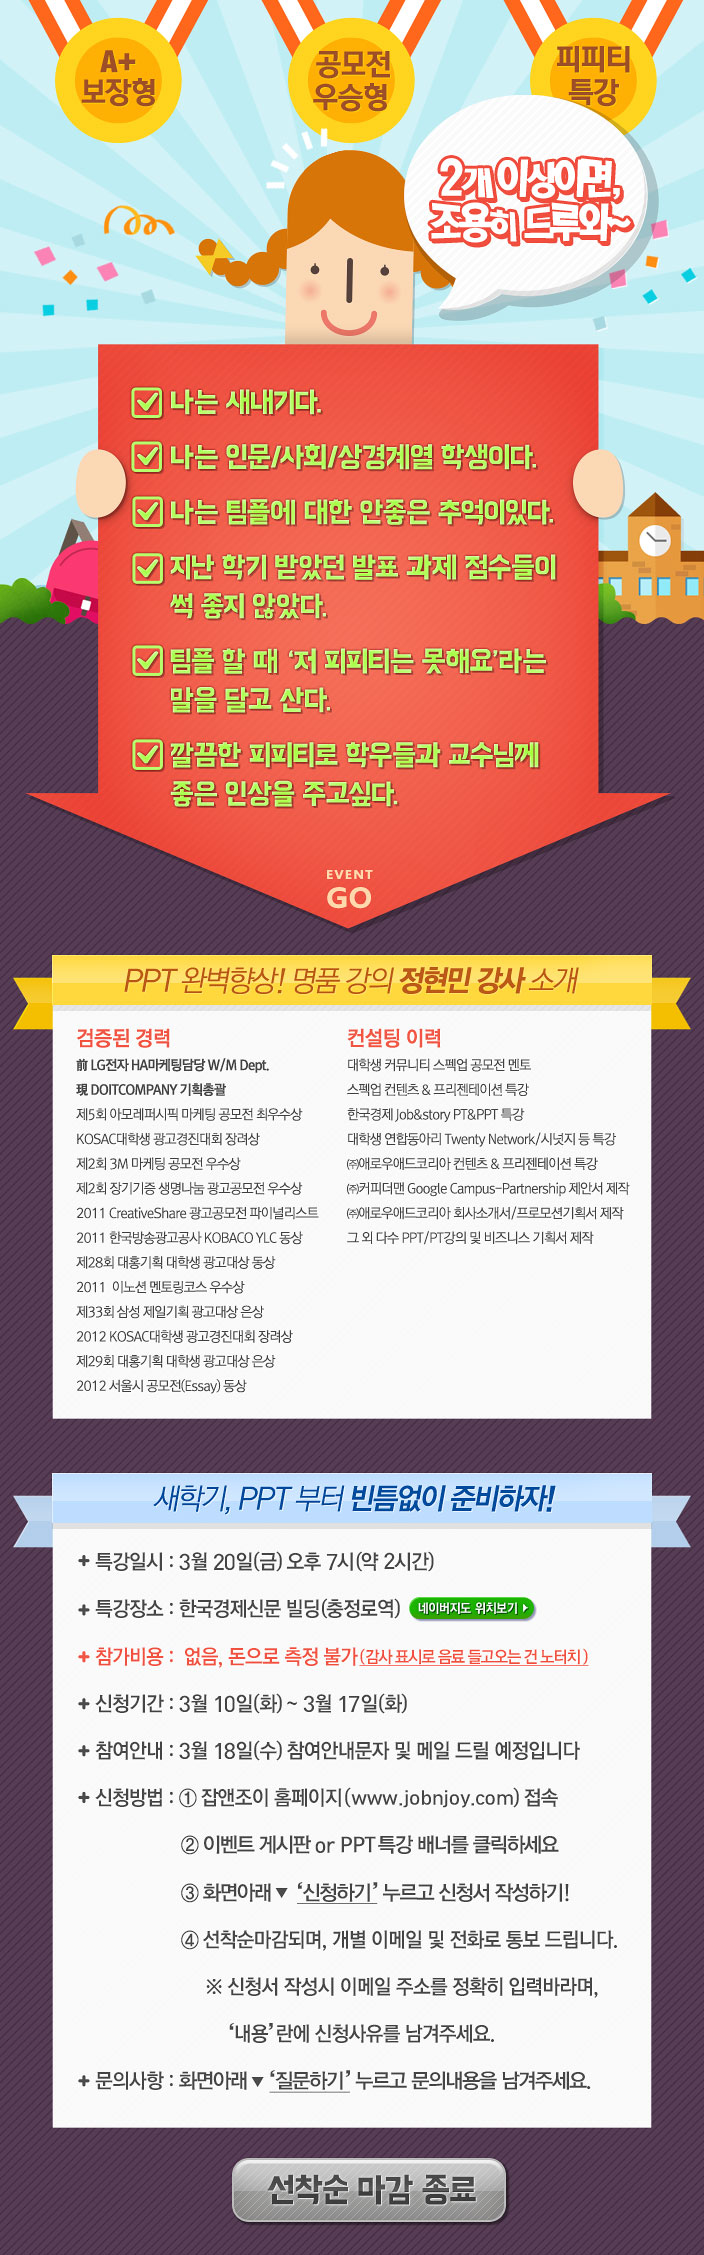 A+
보장형
공모전
우승형
피피티
특강
2개 이상이면,
조용히 드루와~
나는 새내기다.
나는 인문/사회/상경계열 학생이다.
나는 팀플에 대한 안좋은 추억이있다.
지난 학기 받았던 발표 과제 점수들이
썩 좋지 않았다.
팀플 할 때 ‘저 피피티는 못해요’라는
말을 달고 산다.
깔끔한 피피티로 학우들과 교수님께
좋은 인상을 주고싶다.
EVENT
GO
PPT 완벽향상! 명품 강의 정현민 강사 소개
검증된 경력
前 LG전자 HA마케팅담당 W/M Dept.
現 DOITCOMPANY 기획총괄
제5회 아모레퍼시픽 마케팅 공모전 최우수상
KOSAC대학생 광고경진대회 장려상
제2회 3M 마케팅 공모전 우수상
제2회 장기기증 생명나눔 광고공모전 우수상
2011 CreativeShare 광고공모전 파이널리스트
2011 한국방송광고공사 KOBACO YLC 동상
제28회 대홍기획 대학생 광고대상 동상
2011 이노션 멘토링코스 우수상
제33회 삼성 제일기획 광고대상 은상
2012 KOSAC대학생 광고경진대회 장려상
제29회 대홍기획 대학생 광고대상 은상
2012 서울시 공모전(Essay) 동상
컨설팅 이력
대학생 커뮤니티 스펙업 공모전 멘토
스펙업 컨텐츠 & 프리젠테이션 특강
한국경제 Job&story PT&PPT 특강
대학생 연합동아리 Twenty Network/시넛지 등 특강
㈜애로우애드코리아 컨텐츠 & 프리젠테이션 특강
㈜커피더맨 Google Campus-Partnership 제안서 제작
㈜애로우애드코리아 회사소개서/프로모션기획서 제작
그 외 다수 PPT/PT강의 및 비즈니스 기획서 제작
새학기, PPT 부터 빈틈없이 준비하자!
+ 특강일시 : 3월 20일(금) 오후 7시(약 2시간)
+ 특강장소 : 한국경제신문 빌딩(충정로역) 네이버지도 위치보기
+ 참가비용 : 없음, 돈으로 측정 불가(감사 표시로 음료 들고오는 건 노터치)
+ 신청기간 : 3월 10일(화) ~ 3월 17일(화)
+ 참여안내 : 3월 18일(수) 참여안내문자 및 메일 드릴 예정입니다
+ 신청방법 : ① 잡앤조이 홈페이지(www.jobnjoy.com) 접속
② 이벤트 게시판 or PPT특강 배너를 클릭하세요
③ 화면아래▼ ‘신청하기’ 누르고 신청서 작성하기!
④ 선착순마감되며, 개별 이메일 및 전화로 통보 드립니다.
※ 신청서 작성시 이메일 주소를 정확히 입력바라며,
‘내용’란에 신청사유를 남겨주세요.
+ 문의사항 : 화면아래▼ ‘질문하기’ 누르고 문의내용을 남겨주세요.
선착순 마감 종료